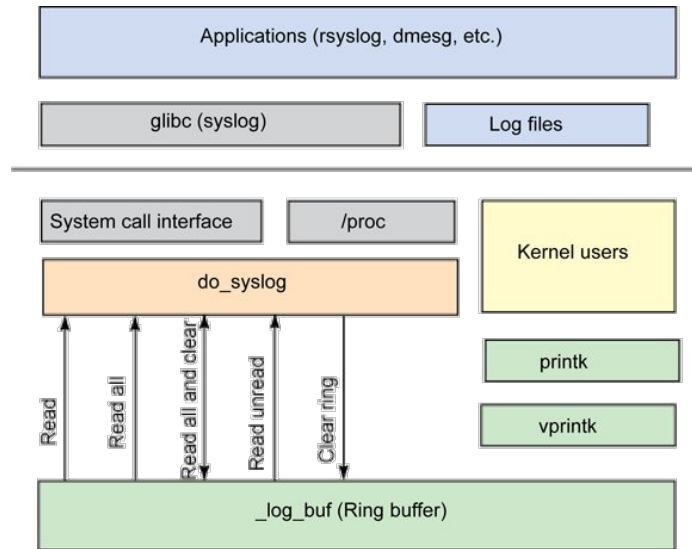 Applications (rsyslog, dmesg, etc.)
glibc (syslog)
Log files
System call interface
/proc
Kernel users
do_syslog
Read
Read all
Read all and clear
Read unread
Clear ring
printk
vprintk
_log_buf (Ring buffer)